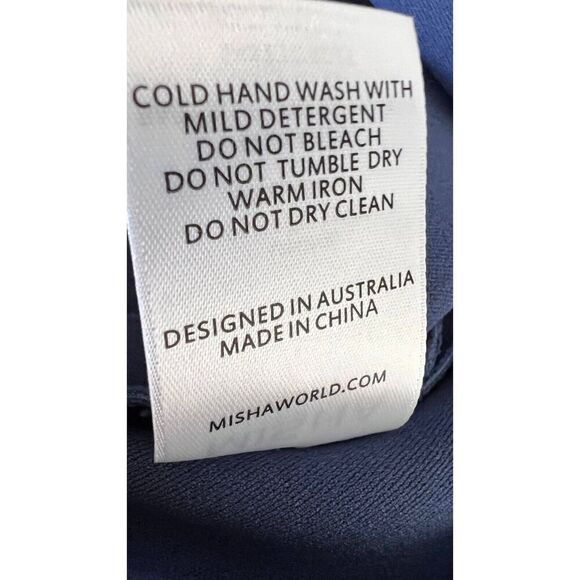 COLD HAND WASH WITH
MILD DETERGENT
DO NOT BLEACH
DO NOT TUMBLE DRY
WARM IRON
DO NOT DRY CLEAN
DESIGNED IN AUSTRALIA
MADE IN CHINA
MISHAWORLD.COM